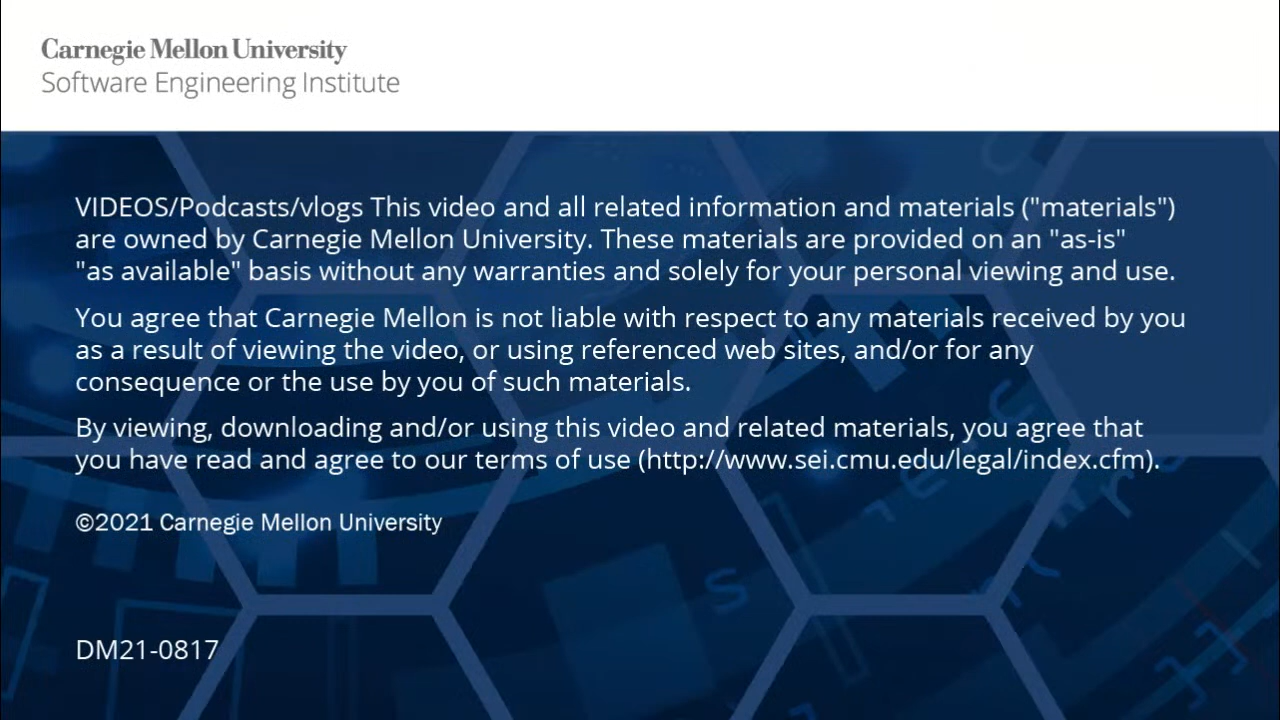 Carnegie Mellon University
Software Engineering Institute
VIDEOS/Podcasts/vlogs This video and all related information and materials ("materials")
are owned by Carnegie Mellon University. These materials are provided on an "as-is"
"as available" basis without any warranties and solely for your personal viewing and use.
You agree that Carnegie Mellon is not liable with respect to any materials received by you
as a result of viewing the video, or using referenced web sites, and/or for any
consequence or the use by you of such materials.
By viewing, downloading and/or using this video and related materials, you agree that
you have read and agree to our terms of use (http://www.sei.cmu.edu/legal/index.cfm).
©2021 Carnegie Mellon University
DM21-0817